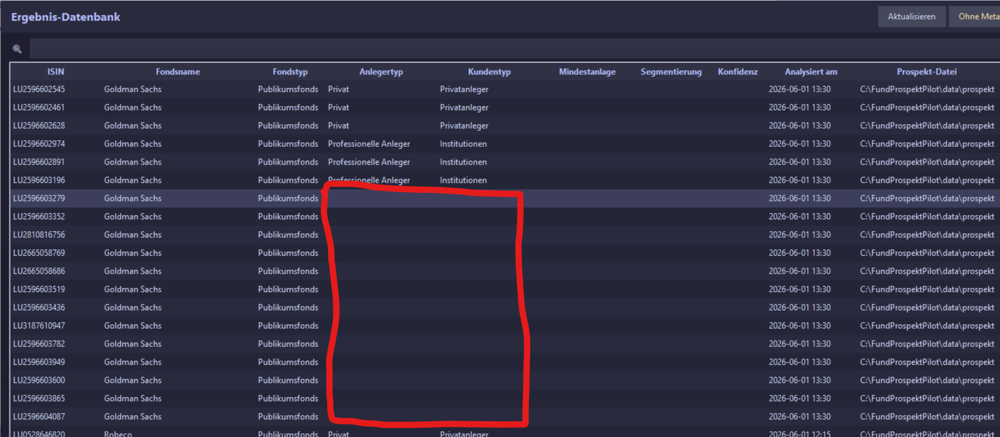 Ergebnis-Datenbank Aktualisieren Ohne Meta
ISIN Fondsname Fondstyp Anlegertyp Kundentyp Mindestanlage Segmentierung Konfidenz Analysiert am Prospekt-Datei
LU2596602545 Goldman Sachs Publikumsfonds Privat Privatanleger 2026-06-01 13:30 C:\FundProspektPilot\data\prospekt
LU2596602461 Goldman Sachs Publikumsfonds Privat Privatanleger 2026-06-01 13:30 C:\FundProspektPilot\data\prospekt
LU2596602628 Goldman Sachs Publikumsfonds Privat Privatanleger 2026-06-01 13:30 C:\FundProspektPilot\data\prospekt
LU2596602974 Goldman Sachs Publikumsfonds Professionelle Anleger Institutionen 2026-06-01 13:30 C:\FundProspektPilot\data\prospekt
LU2596602891 Goldman Sachs Publikumsfonds Professionelle Anleger Institutionen 2026-06-01 13:30 C:\FundProspektPilot\data\prospekt
LU2596603196 Goldman Sachs Publikumsfonds Professionelle Anleger Institutionen 2026-06-01 13:30 C:\FundProspektPilot\data\prospekt
LU2596603279 Goldman Sachs Publikumsfonds 2026-06-01 13:30 C:\FundProspektPilot\data\prospekt
LU2596603352 Goldman Sachs Publikumsfonds 2026-06-01 13:30 C:\FundProspektPilot\data\prospekt
LU2810816756 Goldman Sachs Publikumsfonds 2026-06-01 13:30 C:\FundProspektPilot\data\prospekt
LU2665058769 Goldman Sachs Publikumsfonds 2026-06-01 13:30 C:\FundProspektPilot\data\prospekt
LU2665058686 Goldman Sachs Publikumsfonds 2026-06-01 13:30 C:\FundProspektPilot\data\prospekt
LU2596603519 Goldman Sachs Publikumsfonds 2026-06-01 13:30 C:\FundProspektPilot\data\prospekt
LU2596603436 Goldman Sachs Publikumsfonds 2026-06-01 13:30 C:\FundProspektPilot\data\prospekt
LU3187610947 Goldman Sachs Publikumsfonds 2026-06-01 13:30 C:\FundProspektPilot\data\prospekt
LU2596603782 Goldman Sachs Publikumsfonds 2026-06-01 13:30 C:\FundProspektPilot\data\prospekt
LU2596603949 Goldman Sachs Publikumsfonds 2026-06-01 13:30 C:\FundProspektPilot\data\prospekt
LU2596603600 Goldman Sachs Publikumsfonds 2026-06-01 13:30 C:\FundProspektPilot\data\prospekt
LU2596603865 Goldman Sachs Publikumsfonds 2026-06-01 13:30 C:\FundProspektPilot\data\prospekt
LU2596604087 Goldman Sachs Publikumsfonds 2026-06-01 13:30 C:\FundProspektPilot\data\prospekt
LU0528646820 Robeco Publikumsfonds Privat Privatanleger 2026-06-01 12:15 C:\FundProspektPilot\data\prospekt